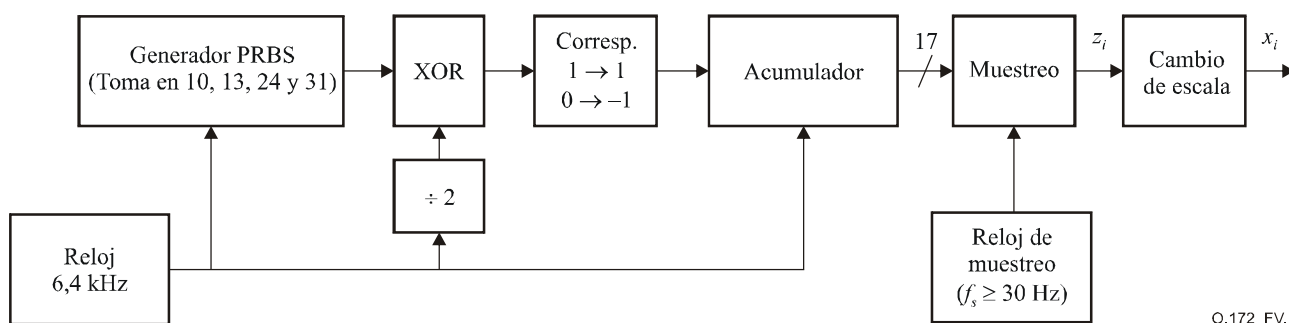 Generador PRBS
(Toma en 10, 13, 24 y 31)
XOR
Corresp.
1 → 1
0 → –1
Acumulador
17
Muestreo
z_i
Cambio
de escala
x_i
÷ 2
Reloj
6,4 kHz
Reloj de
muestreo
(f_s ≥ 30 Hz)